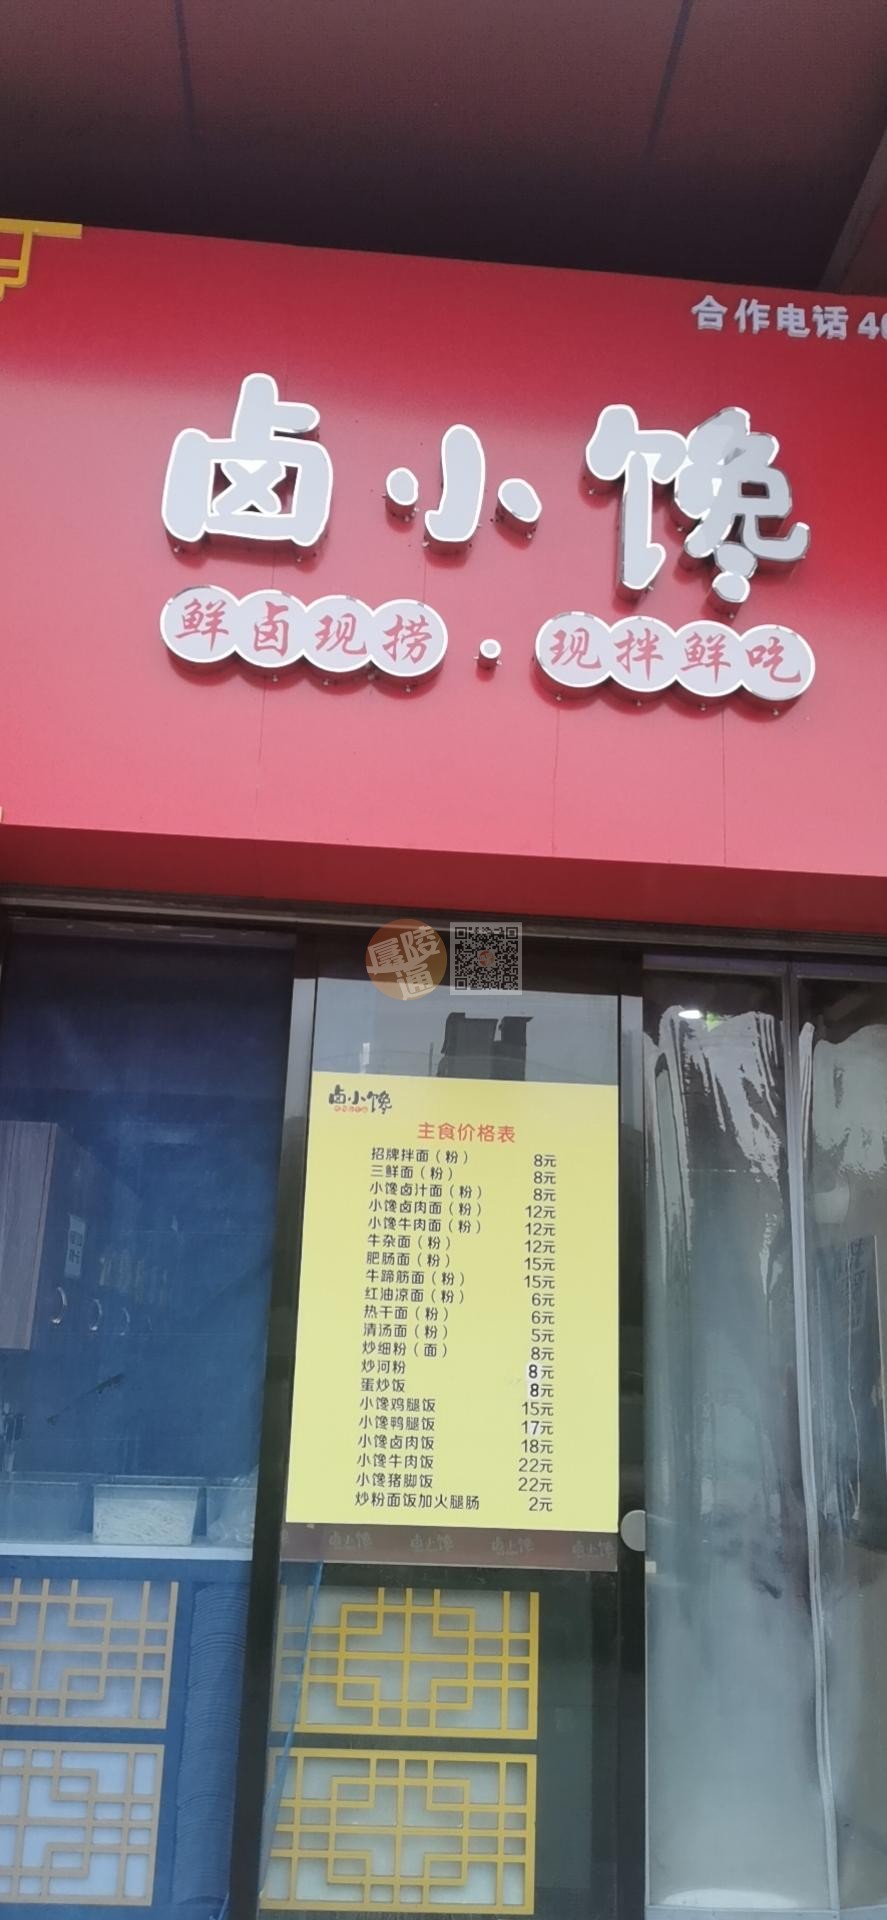 合作电话 40
卤小馋
鲜卤现捞·现拌鲜吃
卤小馋
主食价格表
招牌拌面（粉） 8元
三鲜面（粉） 8元
小馋卤汁面（粉） 8元
小馋卤肉面（粉） 12元
小馋牛肉面（粉） 12元
牛杂面（粉） 12元
肥肠面（粉） 15元
牛蹄筋面（粉） 15元
红油凉面（粉） 6元
热干面（粉） 6元
清汤面（粉） 5元
炒细粉（面） 8元
炒河粉 8元
蛋炒饭 8元
小馋鸡腿饭 15元
小馋鸭腿饭 17元
小馋卤肉饭 18元
小馋牛肉饭 22元
小馋猪脚饭 22元
炒粉面饭加火腿肠 2元
卤小馋 卤小馋 卤小馋 卤小馋